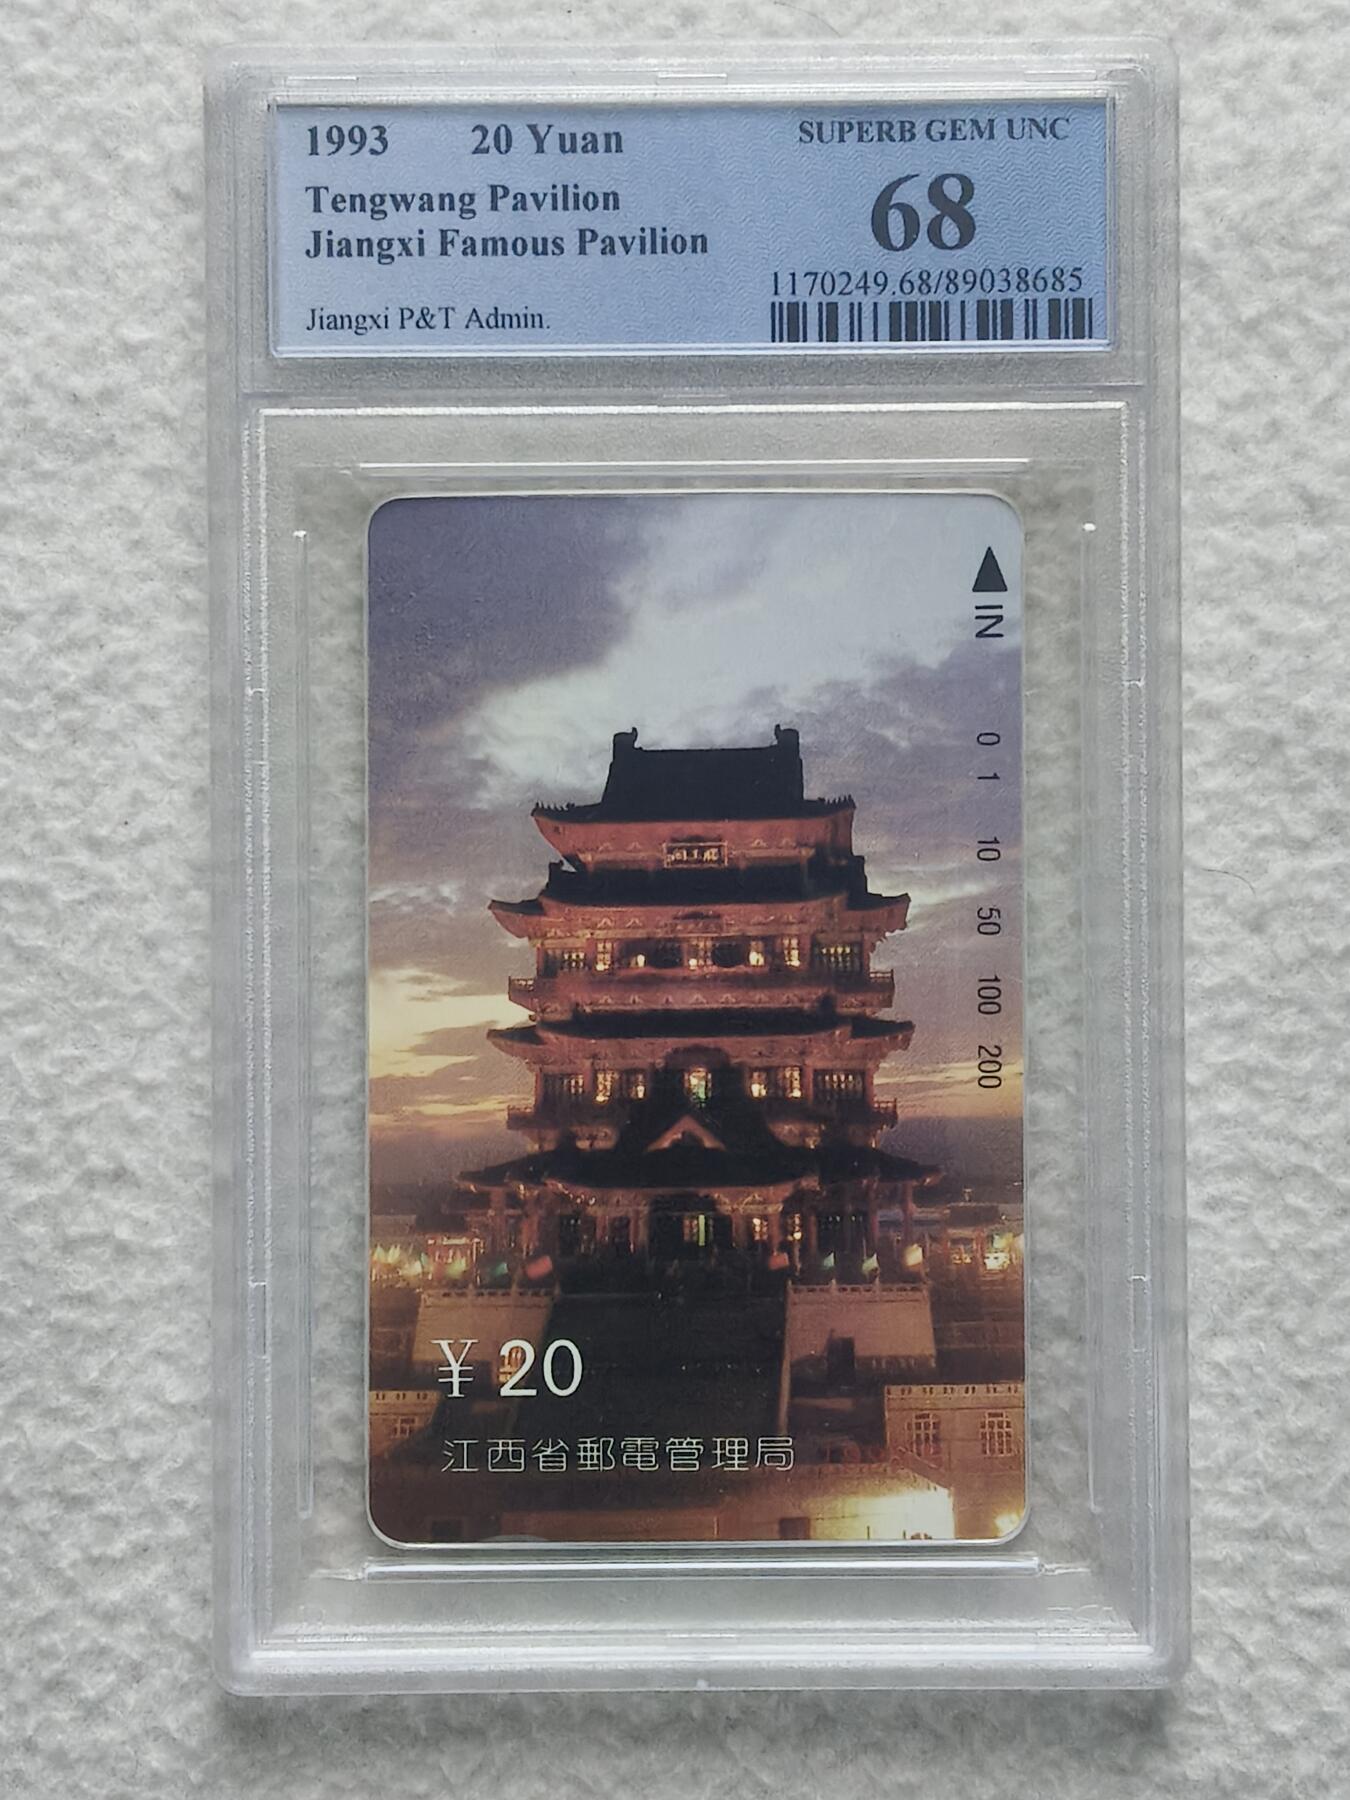 1993 20 Yuan
SUPERB GEM UNC
Tengwang Pavilion
68
Jiangxi Famous Pavilion
1170249.68/89038685
Jiangxi P&T Admin.
IN
0 1 10 50 100 200
¥ 20
江西省郵電管理局